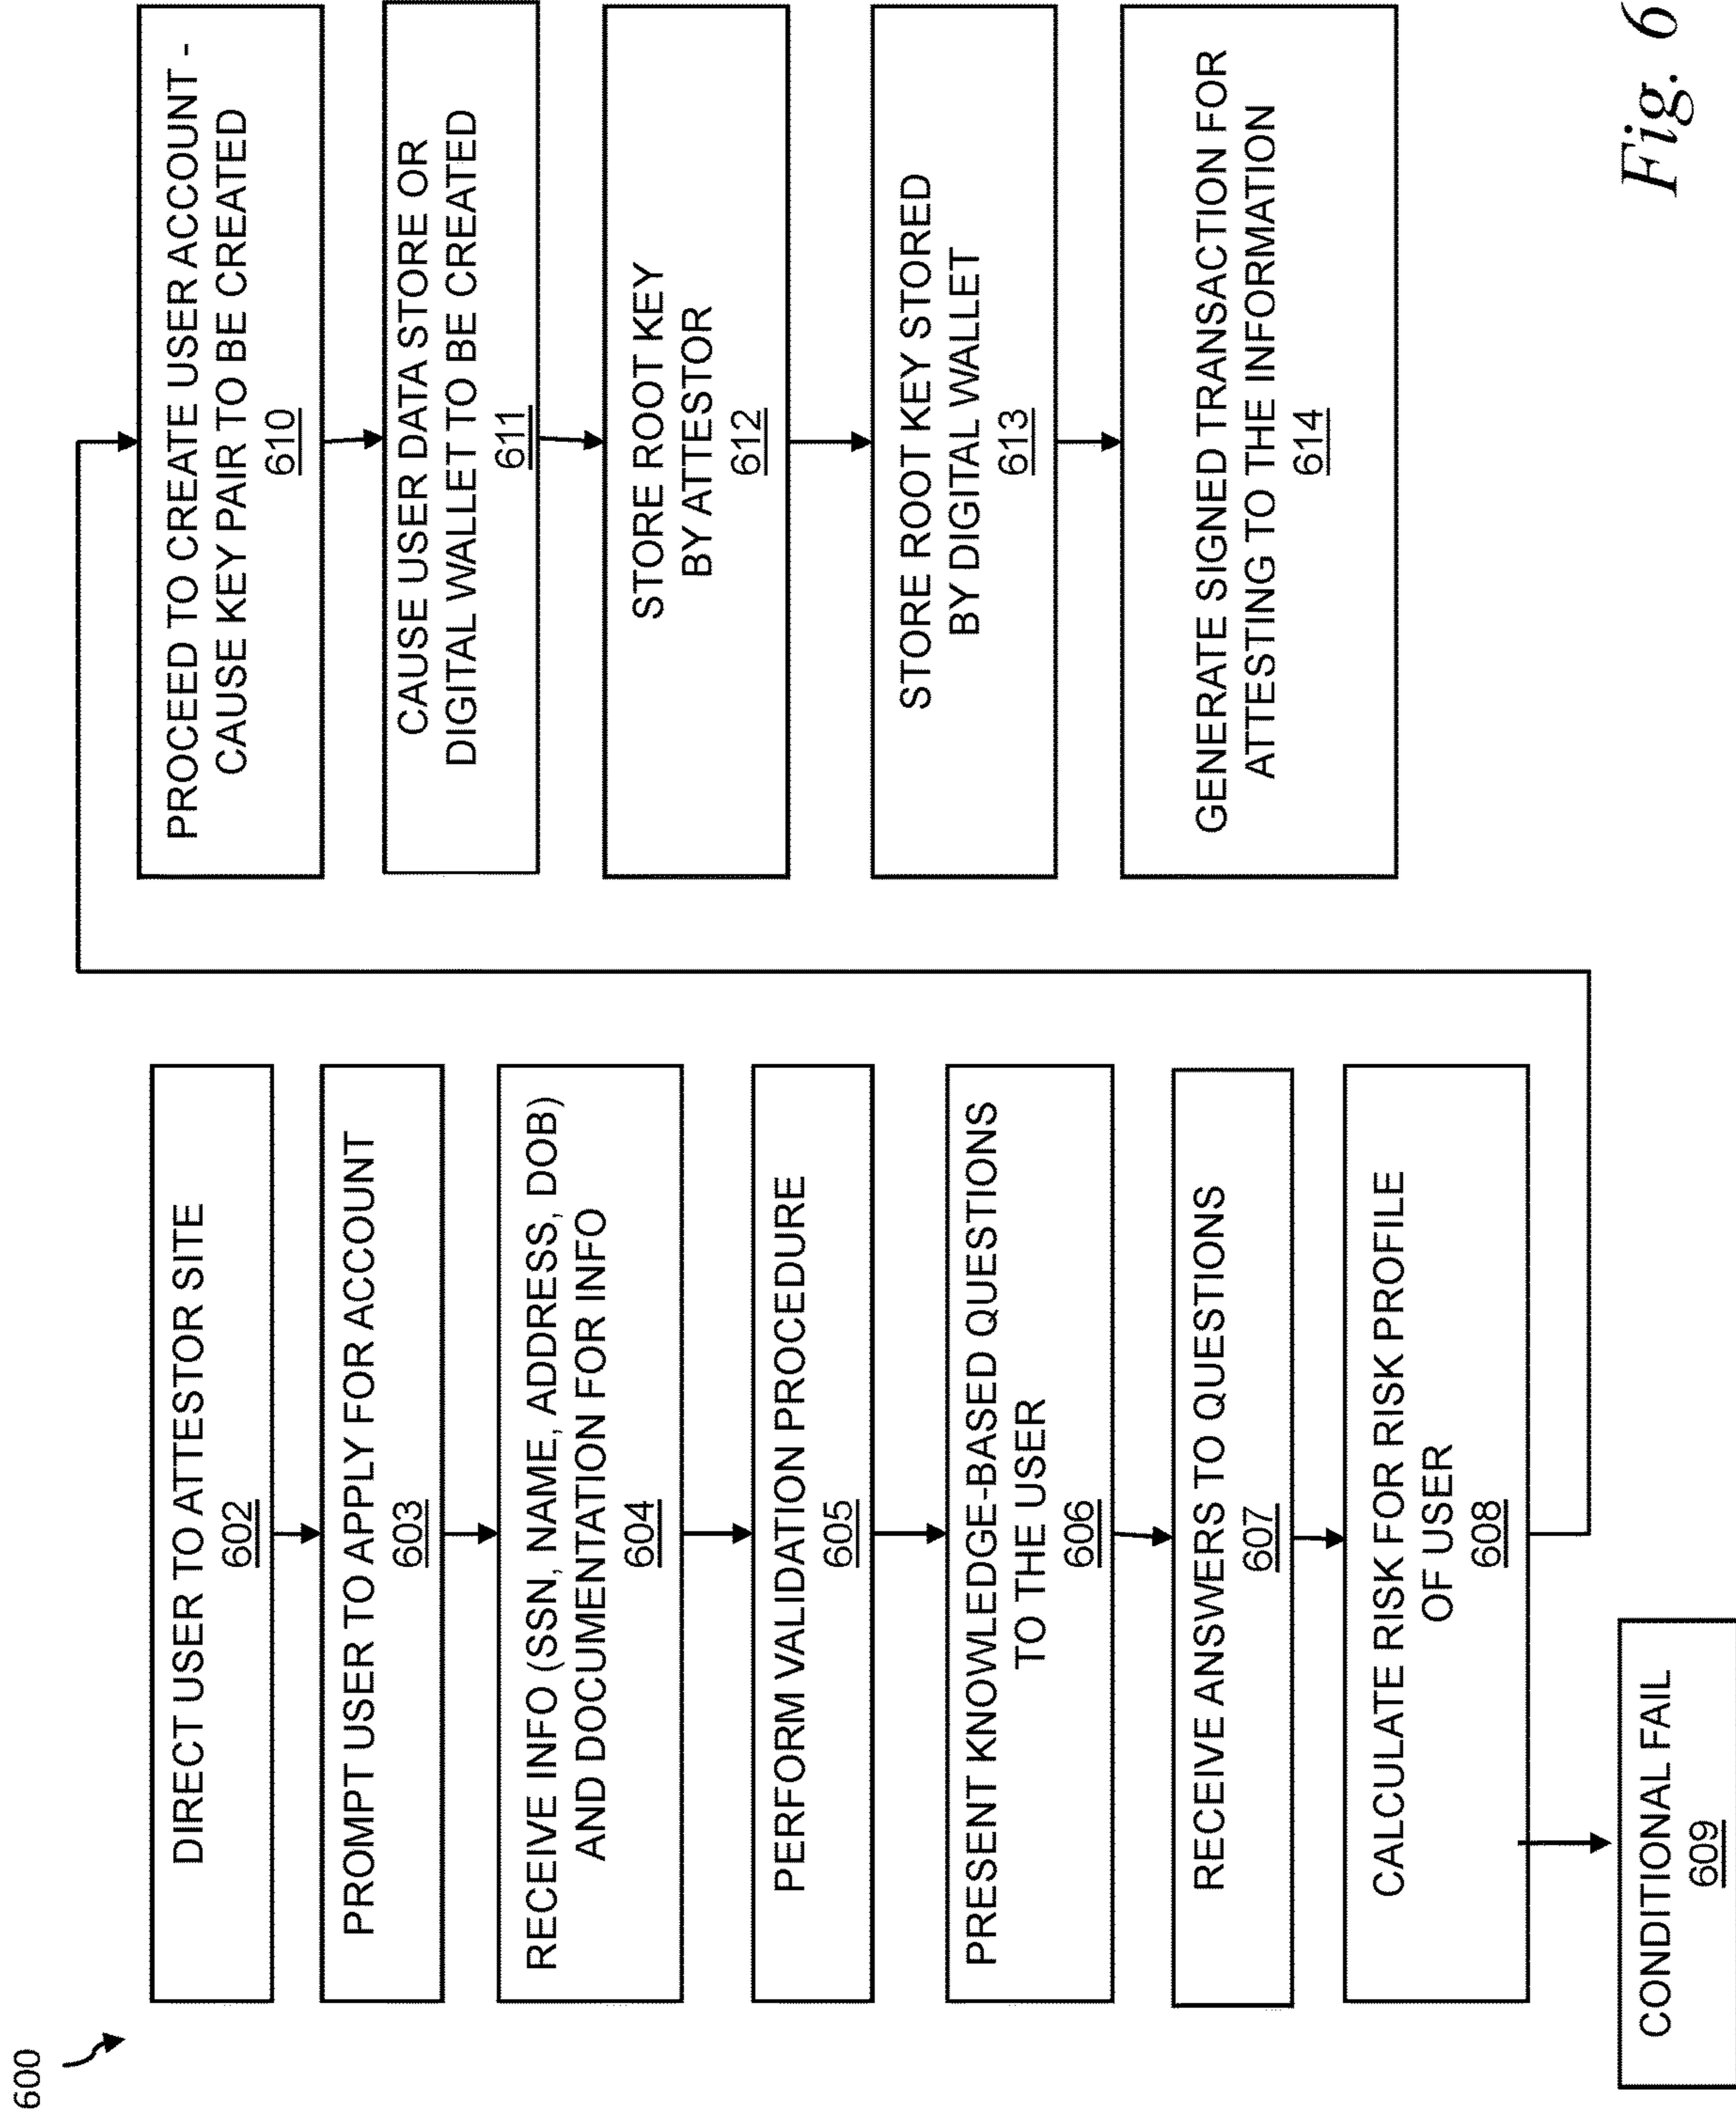 600
DIRECT USER TO ATTESTOR SITE
602
PROMPT USER TO APPLY FOR ACCOUNT
603
RECEIVE INFO (SSN, NAME, ADDRESS, DOB)
AND DOCUMENTATION FOR INFO
604
PERFORM VALIDATION PROCEDURE
605
PRESENT KNOWLEDGE-BASED QUESTIONS
TO THE USER
606
RECEIVE ANSWERS TO QUESTIONS
607
CALCULATE RISK FOR RISK PROFILE
OF USER
608
CONDITIONAL FAIL
609
PROCEED TO CREATE USER ACCOUNT -
CAUSE KEY PAIR TO BE CREATED
610
CAUSE USER DATA STORE OR
DIGITAL WALLET TO BE CREATED
611
STORE ROOT KEY
BY ATTESTOR
612
STORE ROOT KEY STORED
BY DIGITAL WALLET
613
GENERATE SIGNED TRANSACTION FOR
ATTESTING TO THE INFORMATION
614
Fig. 6